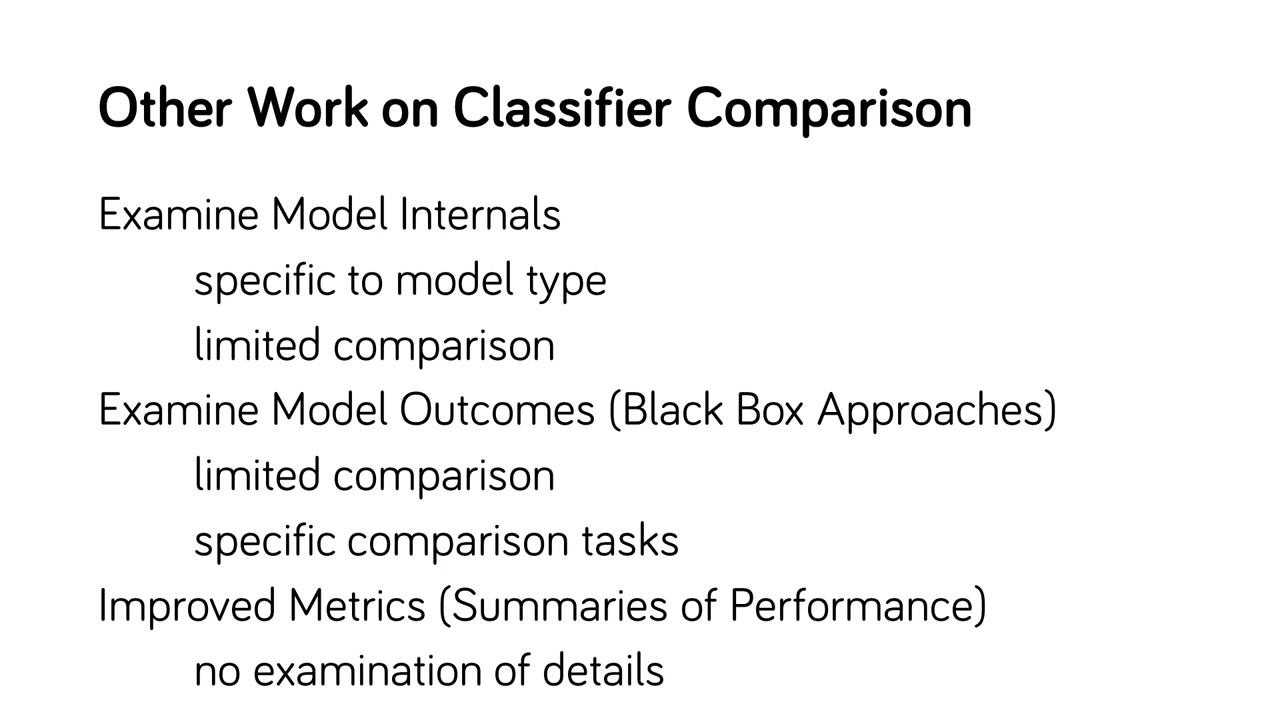 Other Work on Classifier Comparison
Examine Model Internals
specific to model type
limited comparison
Examine Model Outcomes (Black Box Approaches)
limited comparison
specific comparison tasks
Improved Metrics (Summaries of Performance)
no examination of details